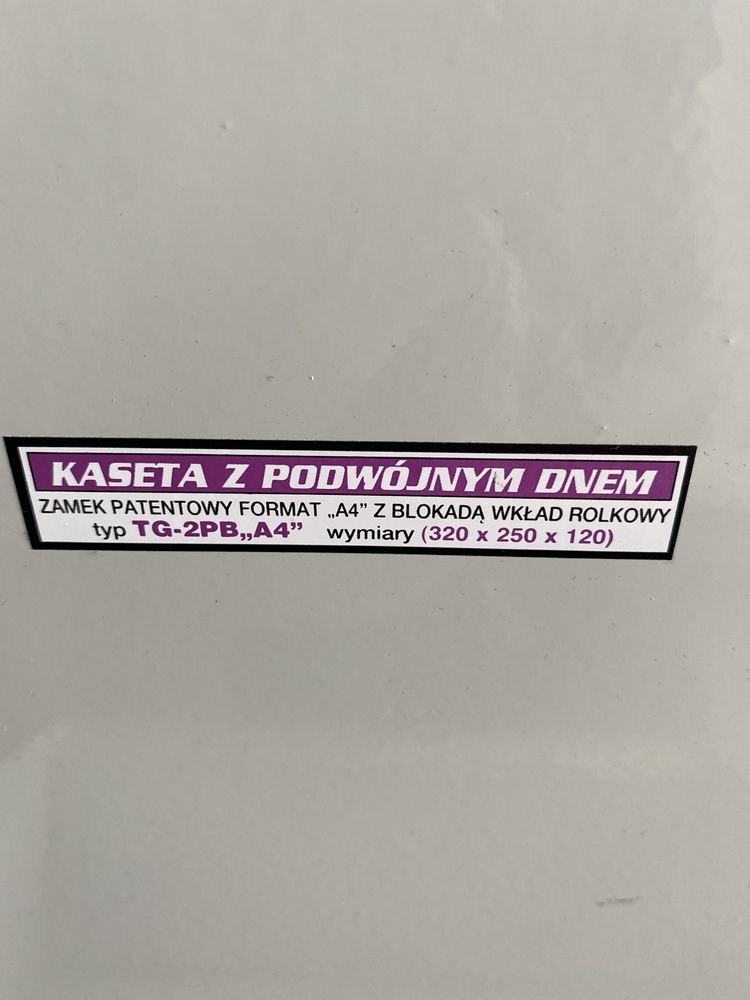 KASETA Z PODWÓJNYM DNEM
ZAMEK PATENTOWY FORMAT „A4” Z BLOKADĄ WKŁAD ROLKOWY
typ TG-2PB„A4” wymiary (320 x 250 x 120)